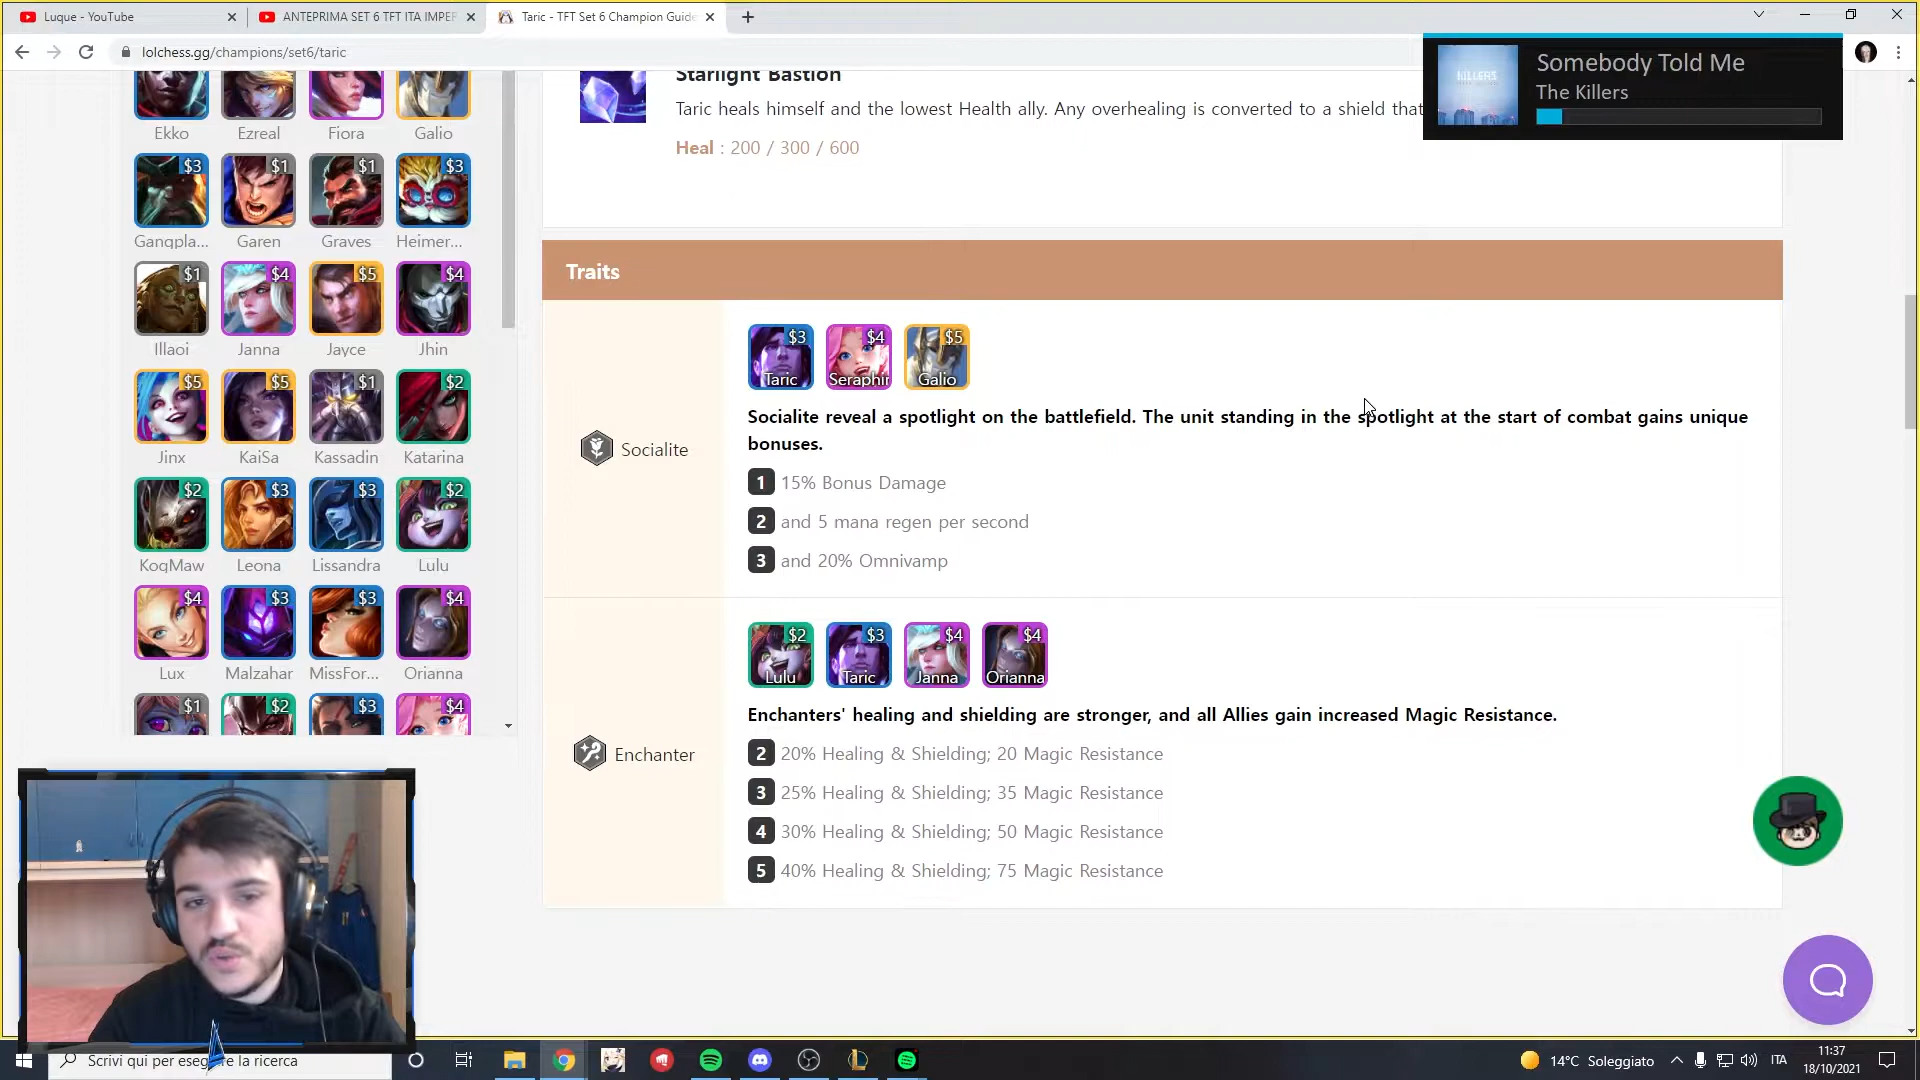 Luque - YouTube
ANTEPRIMA SET 6 TFT ITA IMPER
Taric - TFT Set 6 Champion Guide
lolchess.gg/champions/set6/taric
KILLERS
Somebody Told Me
The Killers
Ekko Ezreal Fiora Galio
$3 $1 $1 $3
Gangpla... Garen Graves Heimer...
$1 $4 $5 $4
Illaoi Janna Jayce Jhin
$5 $5 $1 $2
Jinx KaiSa Kassadin Katarina
$2 $3 $3 $2
KogMaw Leona Lissandra Lulu
$4 $3 $3 $4
Lux Malzahar MissFor... Orianna
$1 $2 $3 $4
Starlight Bastion
Taric heals himself and the lowest Health ally. Any overhealing is converted to a shield that
Heal : 200 / 300 / 600
Traits
Socialite
$3 $4 $5
Taric Seraphin Galio
Socialite reveal a spotlight on the battlefield. The unit standing in the spotlight at the start of combat gains unique
bonuses.
1 15% Bonus Damage
2 and 5 mana regen per second
3 and 20% Omnivamp
Enchanter
$2 $3 $4 $4
Lulu Taric Janna Orianna
Enchanters' healing and shielding are stronger, and all Allies gain increased Magic Resistance.
2 20% Healing & Shielding; 20 Magic Resistance
3 25% Healing & Shielding; 35 Magic Resistance
4 30% Healing & Shielding; 50 Magic Resistance
5 40% Healing & Shielding; 75 Magic Resistance
Scrivi qui per eseguire la ricerca
14°C Soleggiato
ITA
11:37
18/10/2021